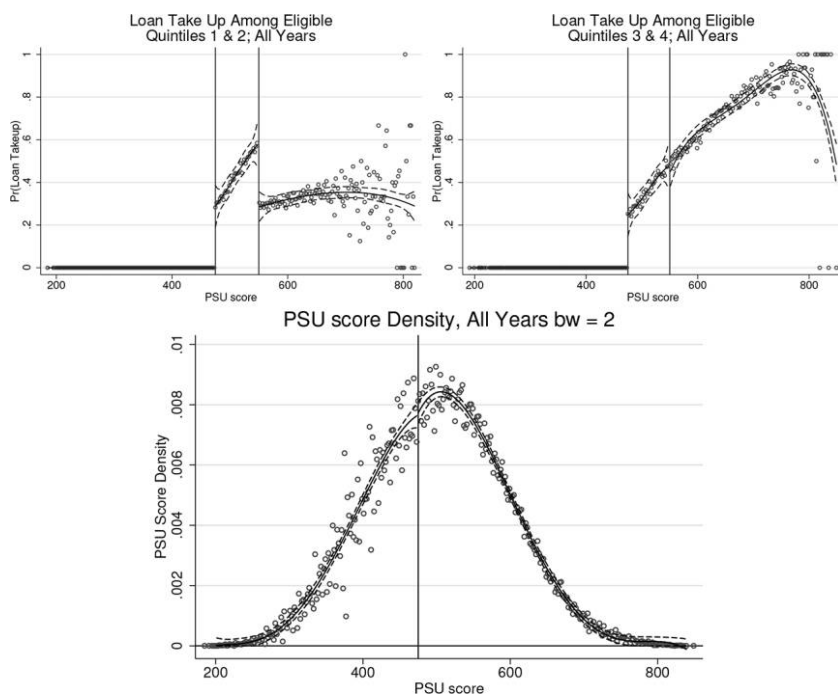 Loan Take Up Among Eligible
Quintiles 1 & 2; All Years
Pr(Loan Takeup)
0
.2
.4
.6
.8
1
200
400
600
800
PSU score
Loan Take Up Among Eligible
Quintiles 3 & 4; All Years
Pr(Loan Takeup)
0
.2
.4
.6
.8
1
200
400
600
800
PSU score
PSU score Density, All Years bw = 2
PSU Score Density
0
.002
.004
.006
.008
.01
200
400
600
800
PSU score